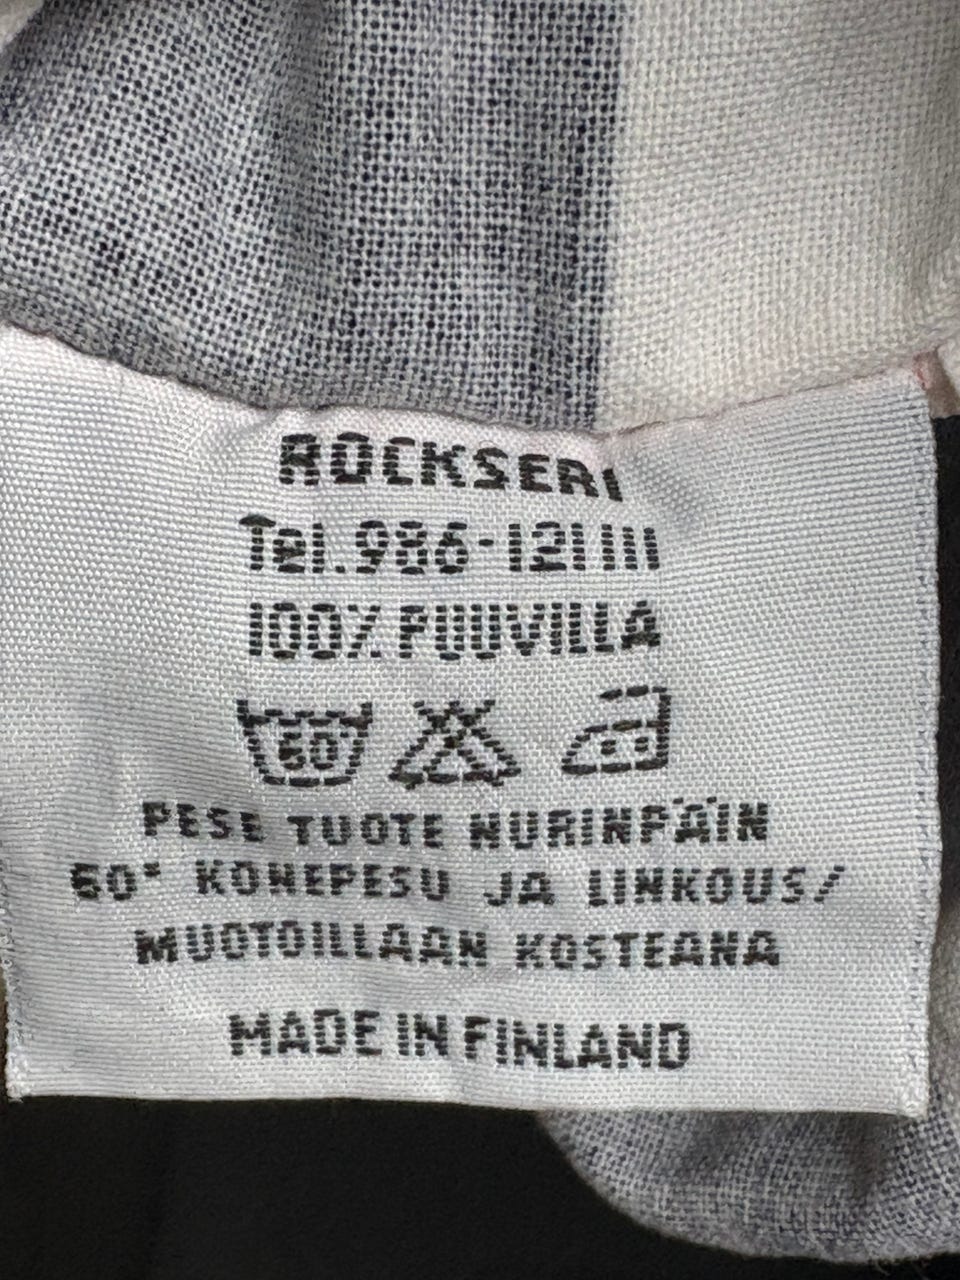 ROCKSERI
Tel.986-121111
100% PUUVILLA
60
PESE TUOTE NURINPÄIN
60° KONEPESU JA LINKOUS/
MUOTOILLAAN KOSTEANA
MADE IN FINLAND